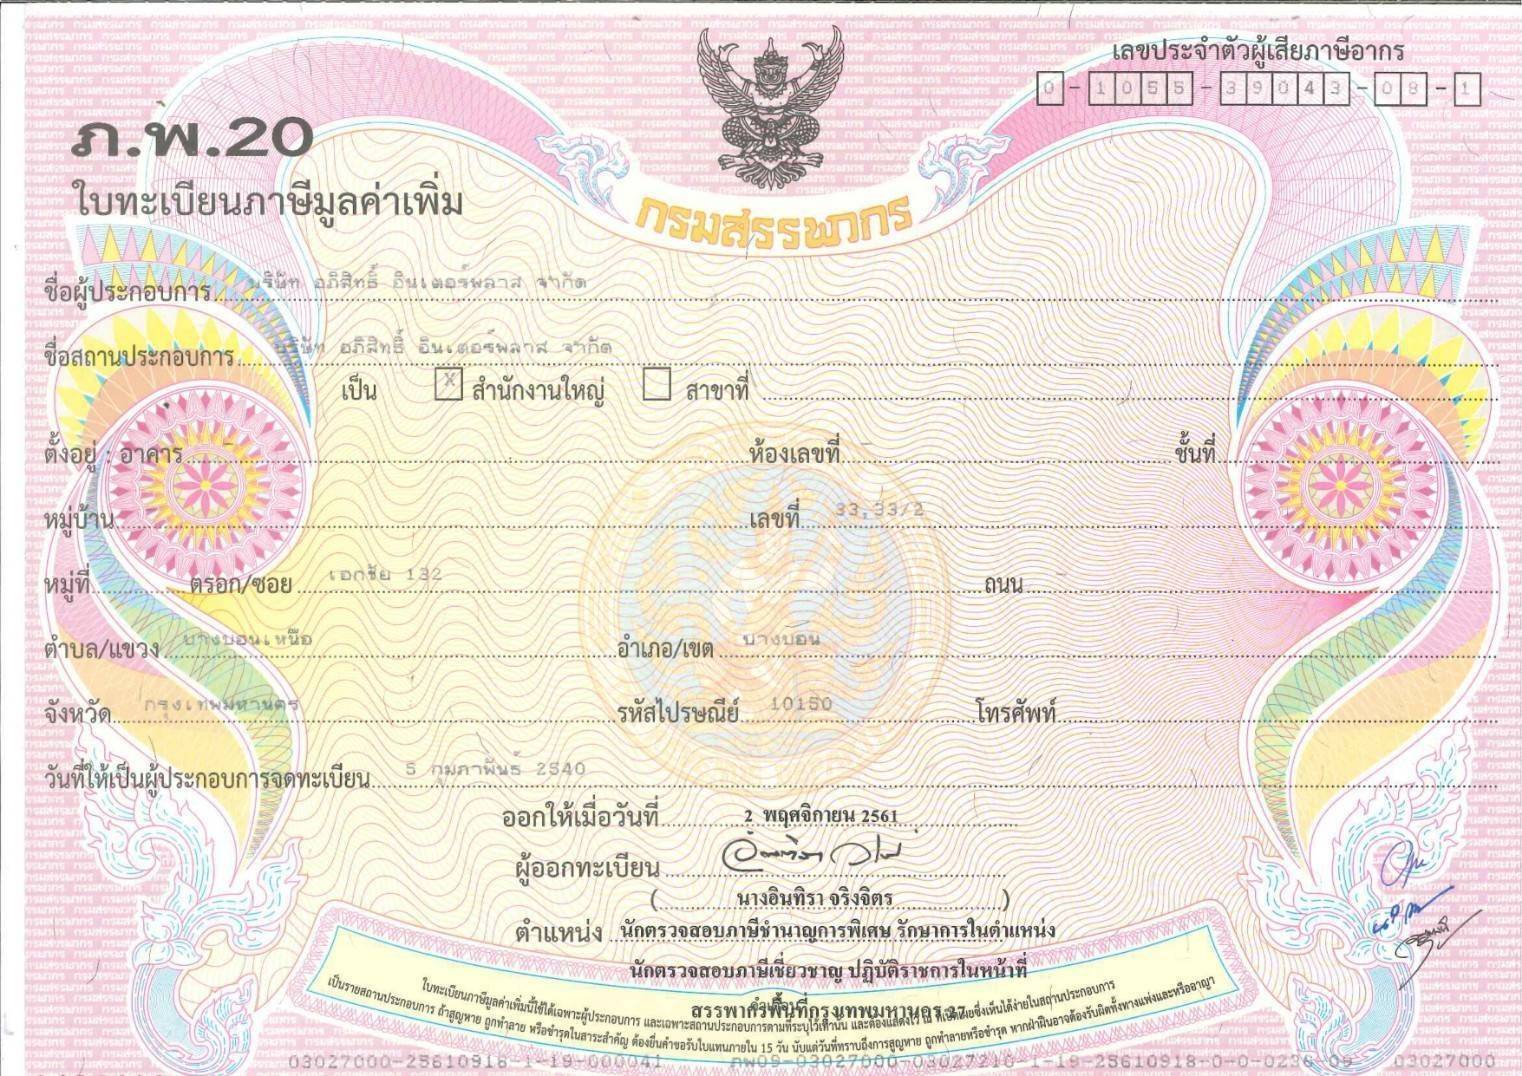 เลขประจำตัวผู้เสียภาษีอากร
0-1055-39043-08-1
ภ.พ.20
ใบทะเบียนภาษีมูลค่าเพิ่ม
กรมสรรพากร
ชื่อผู้ประกอบการ บริษัท อภิสิทธิ์ อินเตอร์พลาส จำกัด
ชื่อสถานประกอบการ บริษัท อภิสิทธิ์ อินเตอร์พลาส จำกัด
เป็น X สำนักงานใหญ่ สาขาที่
ตั้งอยู่ : อาคาร - ห้องเลขที่ - ชั้นที่
หมู่บ้าน เลขที่ 33,33/2
หมู่ที่ ตรอก/ซอย เอกชัย 132 ถนน
ตำบล/แขวง บางบอนเหนือ อำเภอ/เขต บางบอน
จังหวัด กรุงเทพมหานคร รหัสไปรษณีย์ 10150 โทรศัพท์
วันที่ให้เป็นผู้ประกอบการจดทะเบียน 5 กุมภาพันธ์ 2540
ออกให้เมื่อวันที่ 2 พฤศจิกายน 2561
ผู้ออกทะเบียน
( นางอินทิรา จริงจิตร )
ตำแหน่ง นักตรวจสอบภาษีชำนาญการพิเศษ รักษาการในตำแหน่ง
นักตรวจสอบภาษีเชี่ยวชาญ ปฏิบัติราชการในหน้าที่
สรรพากรพื้นที่กรุงเทพมหานคร 27
คำเตือน
ใบทะเบียนภาษีมูลค่าเพิ่มนี้ใช้ได้เฉพาะผู้ประกอบการ และเฉพาะสถานประกอบการตามที่ระบุไว้เท่านั้น และต้องแสดงไว้ ณ ที่เปิดเผยซึ่งเห็นได้ง่ายในสถานประกอบการ
เป็นรายสถานประกอบการ ถ้าสูญหาย ถูกทำลาย หรือชำรุดในสาระสำคัญ ต้องยื่นคำขอรับใบแทนภายใน 15 วัน นับแต่วันที่ทราบถึงการสูญหาย ถูกทำลายหรือชำรุด หากฝ่าฝืนอาจต้องรับผิดทั้งทางแพ่งและหรืออาญา
03027000-25610918-1-19-000041 ภพ09-03027000-03027210-1-19-25610918-0-0-0236-09 03027000